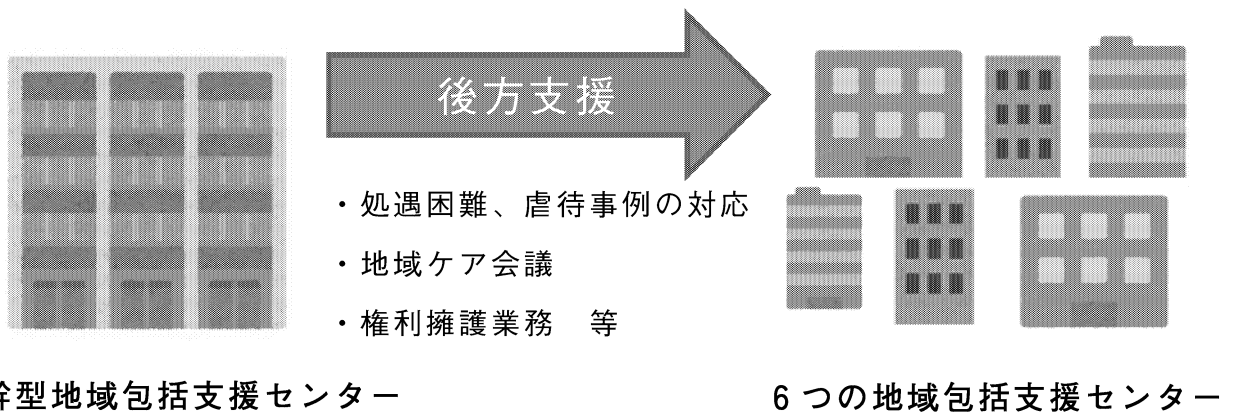 後方支援
・処遇困難、虐待事例の対応
・地域ケア会議
・権利擁護業務　等
幹型地域包括支援センター
6つの地域包括支援センター